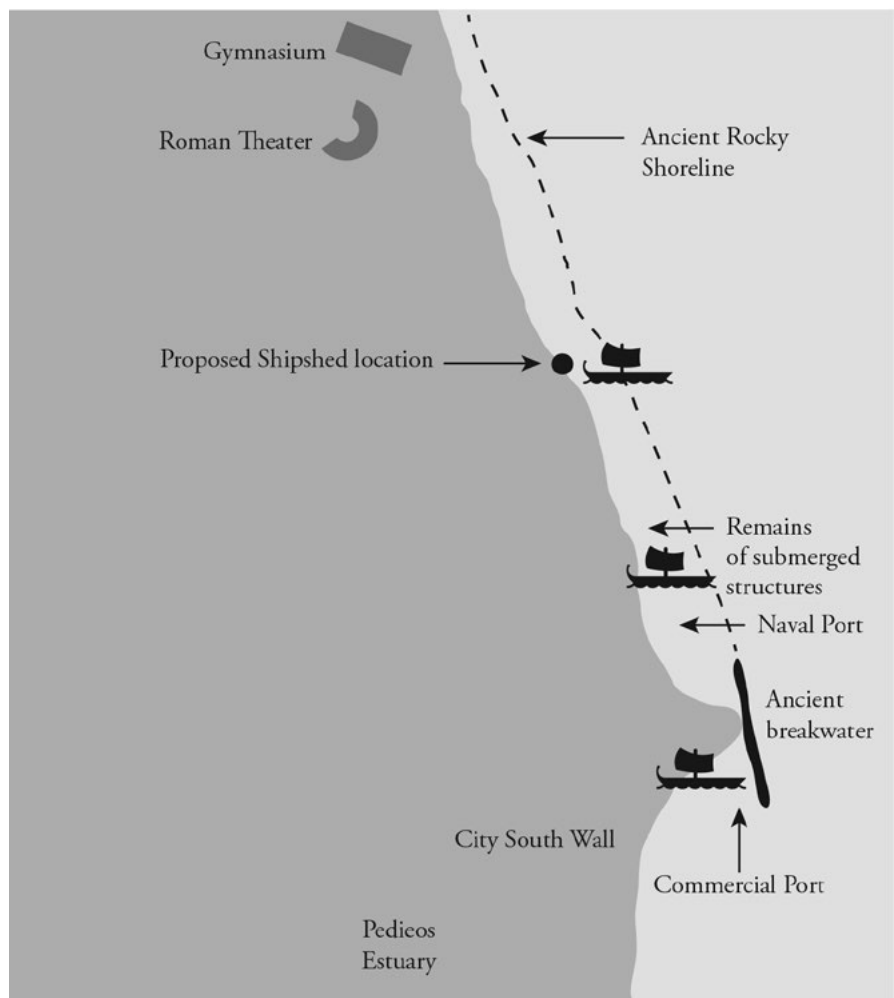 Gymnasium
Roman Theater
Ancient Rocky
Shoreline
Proposed Shipshed location
Remains
of submerged
structures
Naval Port
Ancient
breakwater
City South Wall
Commercial Port
Pedieos
Estuary